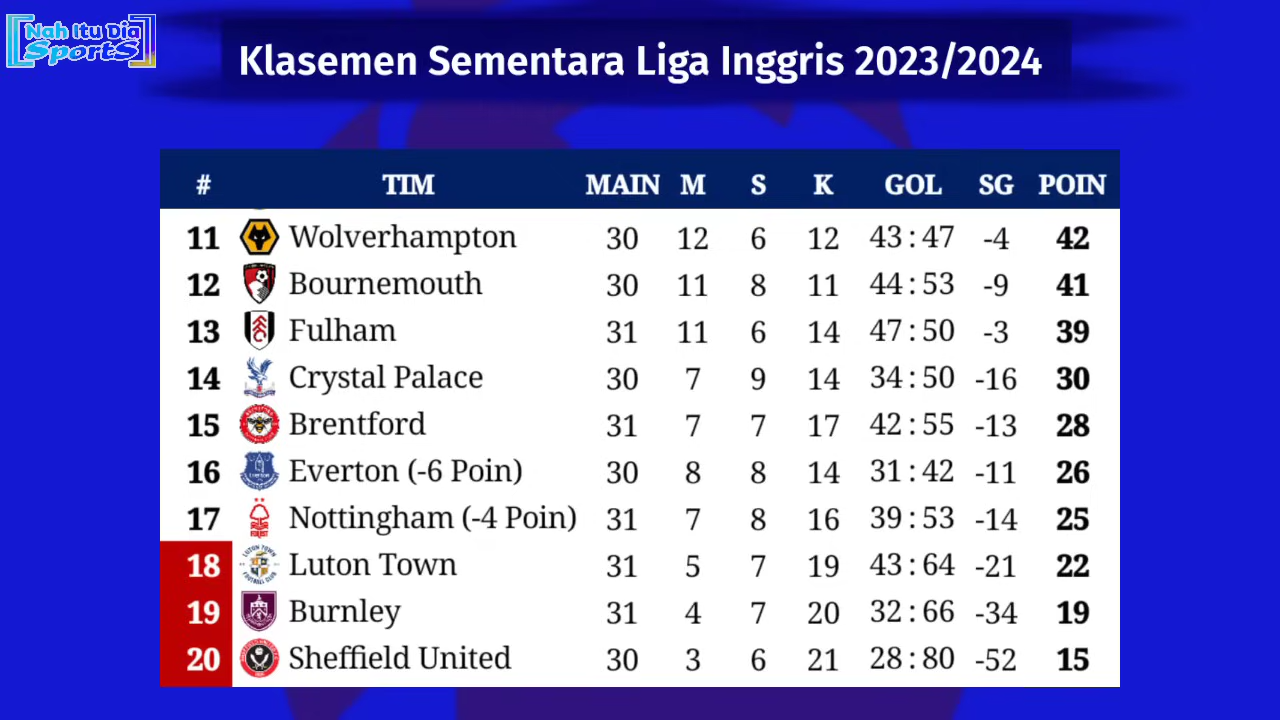 Nah Itu Dia
Sports
Klasemen Sementara Liga Inggris 2023/2024
# TIM MAIN M S K GOL SG POIN
11 Wolverhampton 30 12 6 12 43:47 -4 42
12 Bournemouth 30 11 8 11 44:53 -9 41
13 Fulham 31 11 6 14 47:50 -3 39
14 Crystal Palace 30 7 9 14 34:50 -16 30
15 Brentford 31 7 7 17 42:55 -13 28
16 Everton (-6 Poin) 30 8 8 14 31:42 -11 26
17 Nottingham (-4 Poin) 31 7 8 16 39:53 -14 25
18 Luton Town 31 5 7 19 43:64 -21 22
19 Burnley 31 4 7 20 32:66 -34 19
20 Sheffield United 30 3 6 21 28:80 -52 15